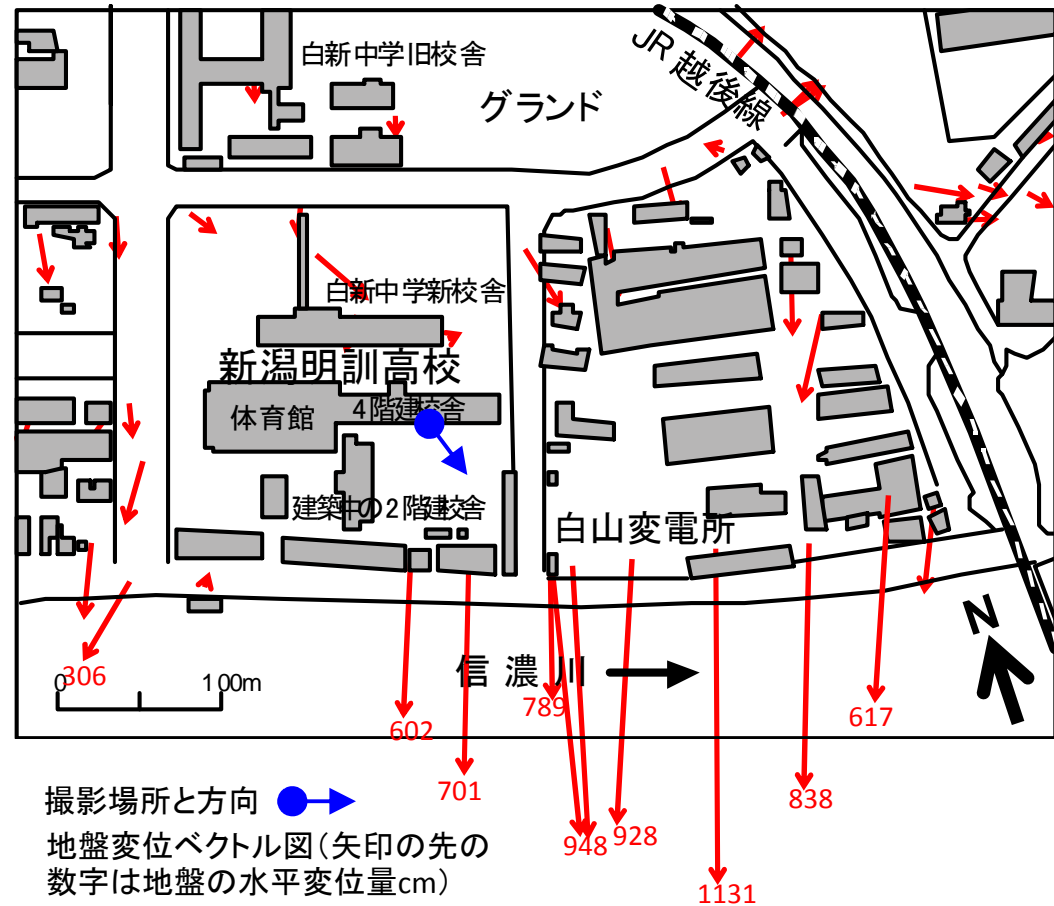 白新中学旧校舎
グランド
JR越後線
白新中学新校舎
新潟明訓高校
体育館
4階建校舎
建築中の2階建校舎
白山変電所
信濃川
N
0 100m
306
602
701
789
948
928
1131
838
617
撮影場所と方向
地盤変位ベクトル図(矢印の先の
数字は地盤の水平変位量cm)